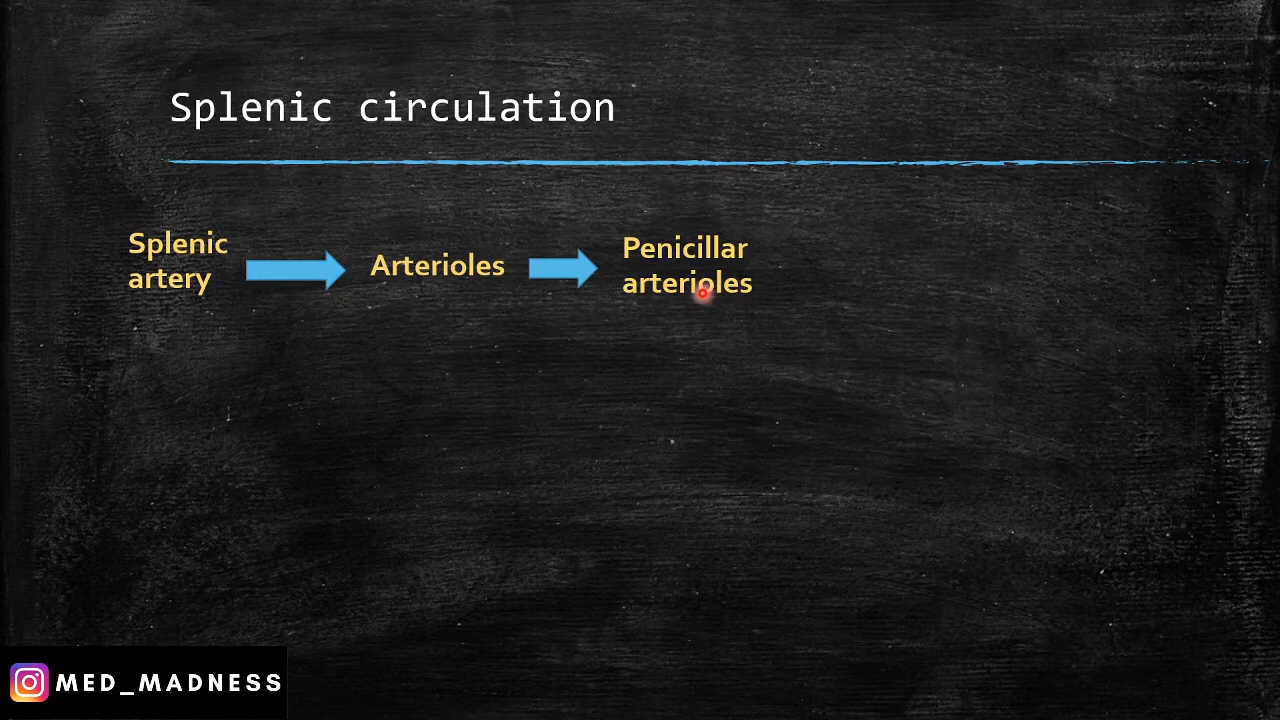 Splenic circulation
Splenic
artery
Arterioles
Penicillar
arterioles
MED_MADNESS